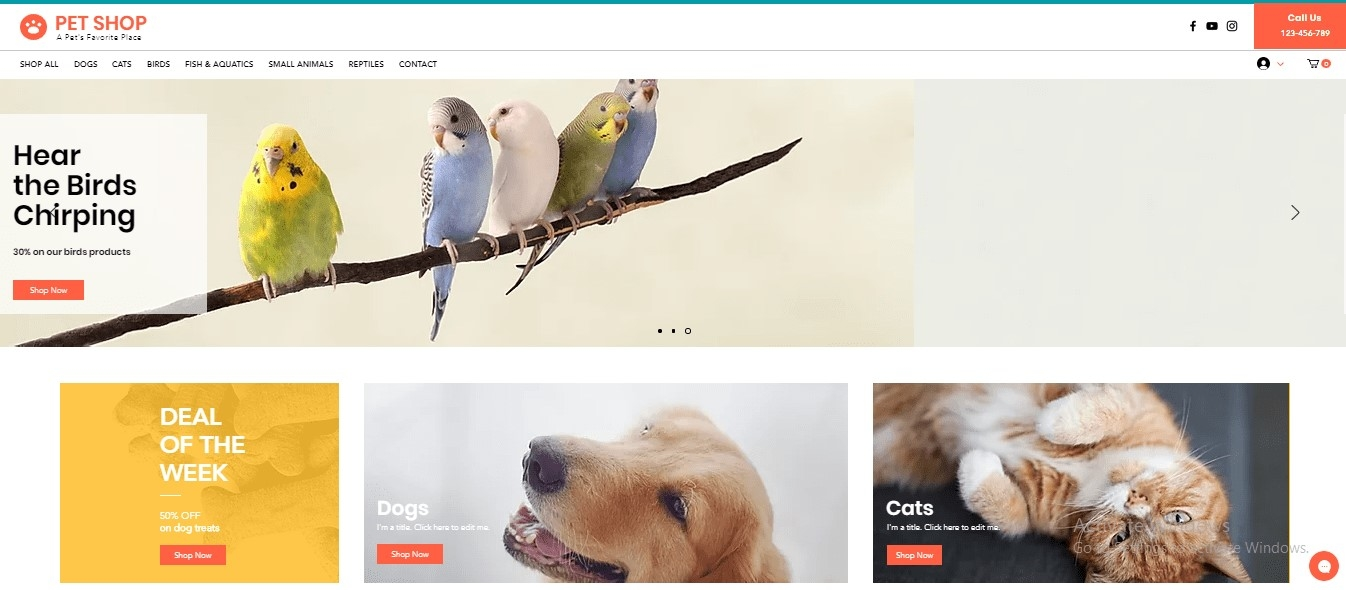 PET SHOP
A Pet's Favorite Place
Call Us
123-456-789
SHOP ALL DOGS CATS BIRDS FISH & AQUATICS SMALL ANIMALS REPTILES CONTACT
0
Hear
the Birds
Chirping
30% on our birds products
Shop Now
DEAL
OF THE
WEEK
50% OFF
on dog treats
Shop Now
Dogs
I'm a title. Click here to edit me.
Shop Now
Cats
I'm a title. Click here to edit me.
Shop Now
Activate Windows
Go to Settings to activate Windows.